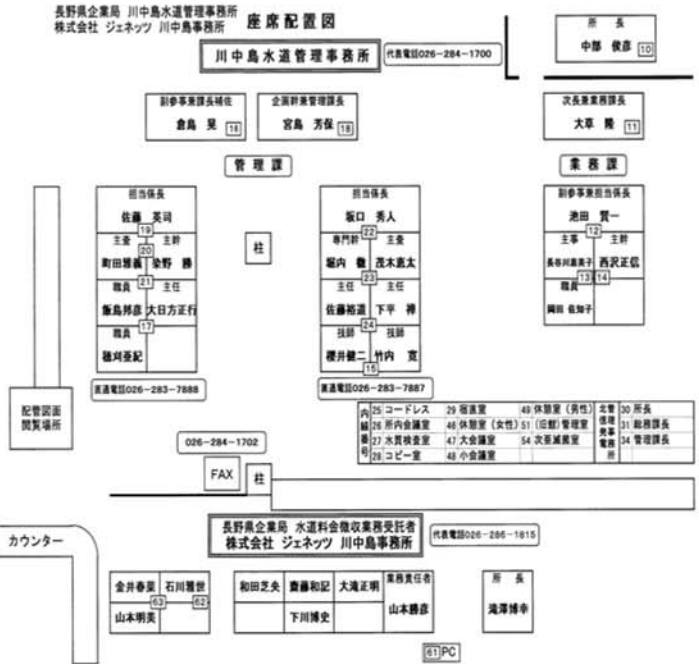 長野県企業局 川中島水道管理事務所
株式会社 ジェネッツ 川中島事務所
座席配置図
川中島水道管理事務所
代表電話026-284-1700
所 長
中部 俊彦 10
副参事兼課長補佐
倉島 晃 16
企画幹兼管理課長
宮島 芳保 18
次長兼業務課長
大草 隆 11
管理課
業務課
担当係長
佐藤 英司
19
主査 主幹
20
町田雅義 染野 勝
21
職員 主任
飯島邦彦 大日方正行
17
職員
穂刈亜紀
直通電話026-283-7888
柱
担当係長
坂口 秀人
22
専門幹 主査
堀内 徹 茂木憲太
23
主任 主任
佐藤裕道 下平 禅
24
技師 技師
櫻井健二 竹内 寛
15
直通電話026-283-7887
副参事兼担当係長
池田 賢一
12
主事 主幹
長谷川恵美子 西沢正信
13 14
職員
岡田 佐知子
配管図面
閲覧場所
内線番号
25 コードレス 29 宿直室 49 休憩室（男性）
26 所内会議室 46 休憩室（女性） 51 (旧館)管理室
27 水質検査室 47 大会議室 54 次亜滅菌室
28 コピー室 48 小会議室
北信発電管理事務所
30 所長
31 総務課長
34 管理課長
026-284-1702
FAX
柱
カウンター
長野県企業局 水道料金徴収業務受託者
株式会社 ジェネッツ 川中島事務所
代表電話026-286-1815
金井春菜 石川雅世
63 62
山本明美
和田芝央 齋藤和記 大滝正明
下川博史
業務責任者
山本勝彦
所 長
滝澤博幸
61 PC